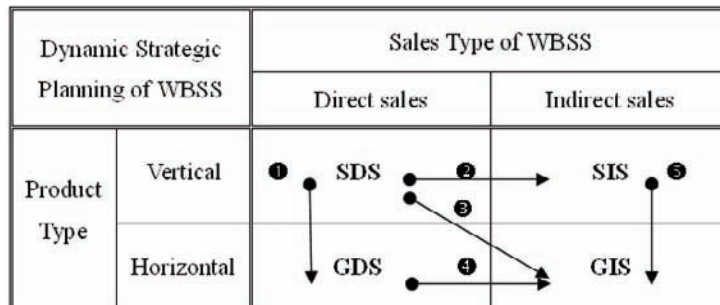 Dynamic Strategic
Planning of WBSS
Sales Type of WBSS
Direct sales
Indirect sales
Product
Type
Vertical
❶ SDS ❷ SIS ❺
❸
Horizontal
GDS ❹ GIS